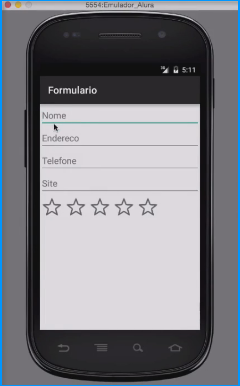 5554:Emulador_Alura
5:11
Formulario
Nome
Endereco
Telefone
Site